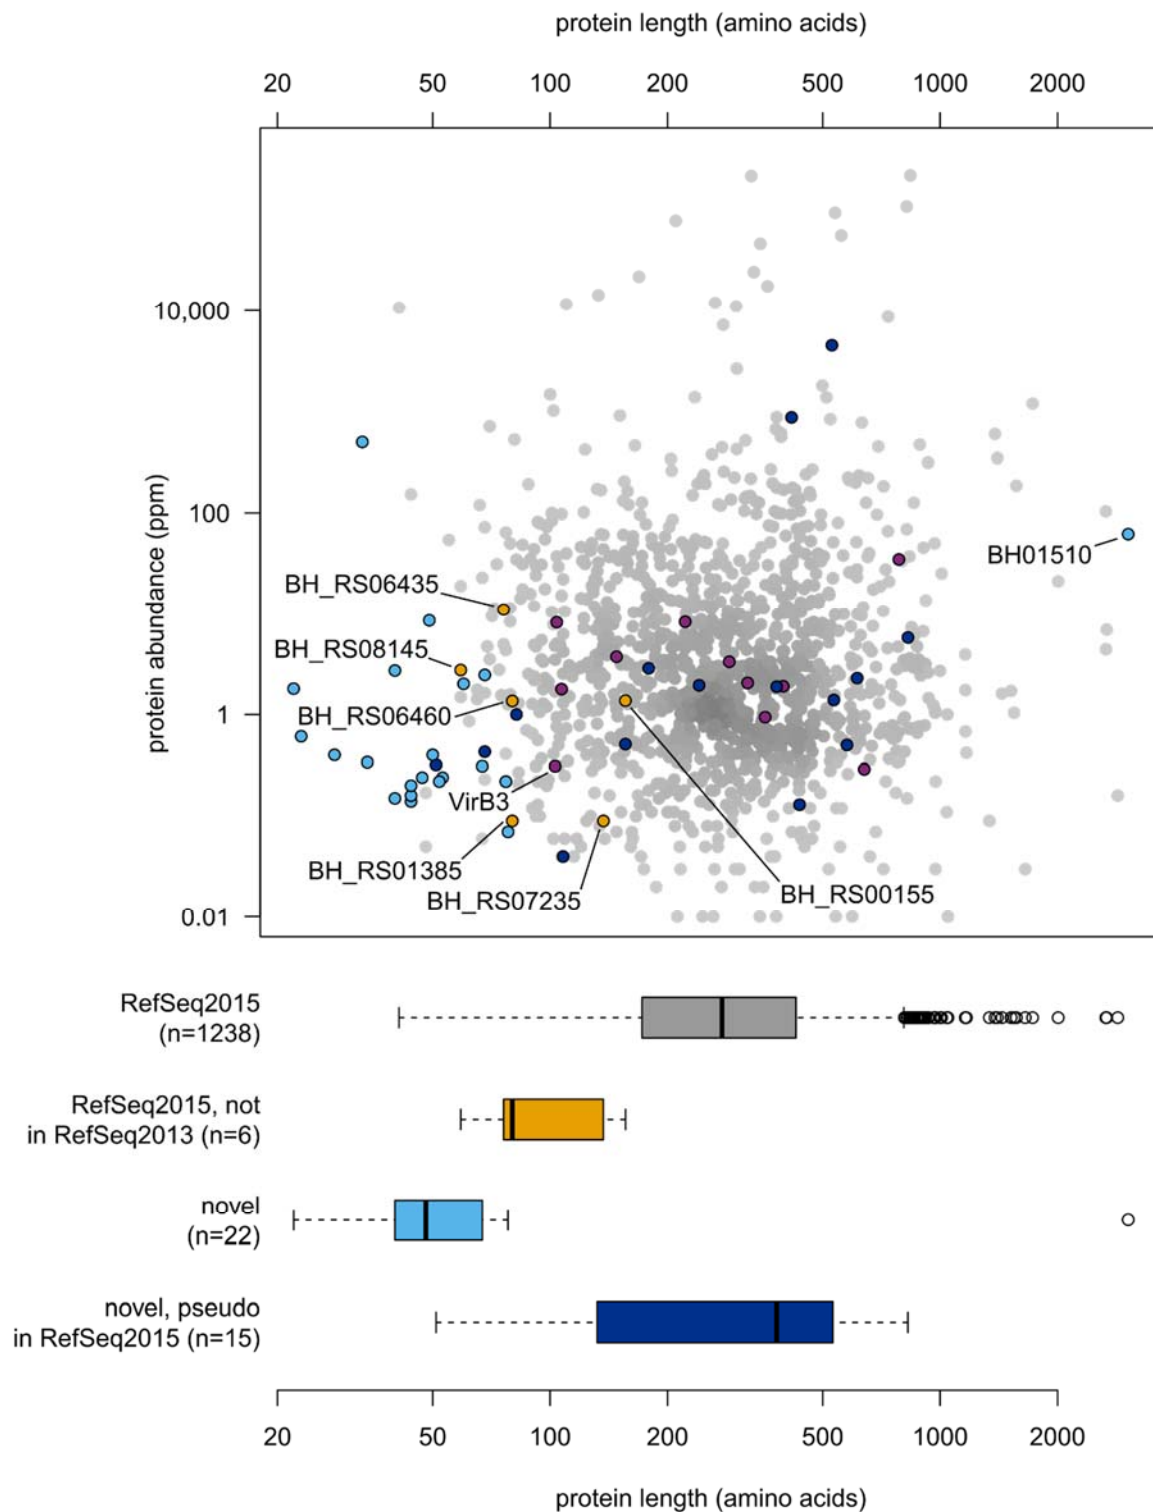 protein length (amino acids)
20 50 100 200 500 1000 2000
10,000
100
1
0.01
protein abundance (ppm)
BH01510
BH_RS06435
BH_RS08145
BH_RS06460
VirB3
BH_RS01385
BH_RS07235
BH_RS00155
RefSeq2015
(n=1238)
RefSeq2015, not
in RefSeq2013 (n=6)
novel
(n=22)
novel, pseudo
in RefSeq2015 (n=15)
20 50 100 200 500 1000 2000
protein length (amino acids)